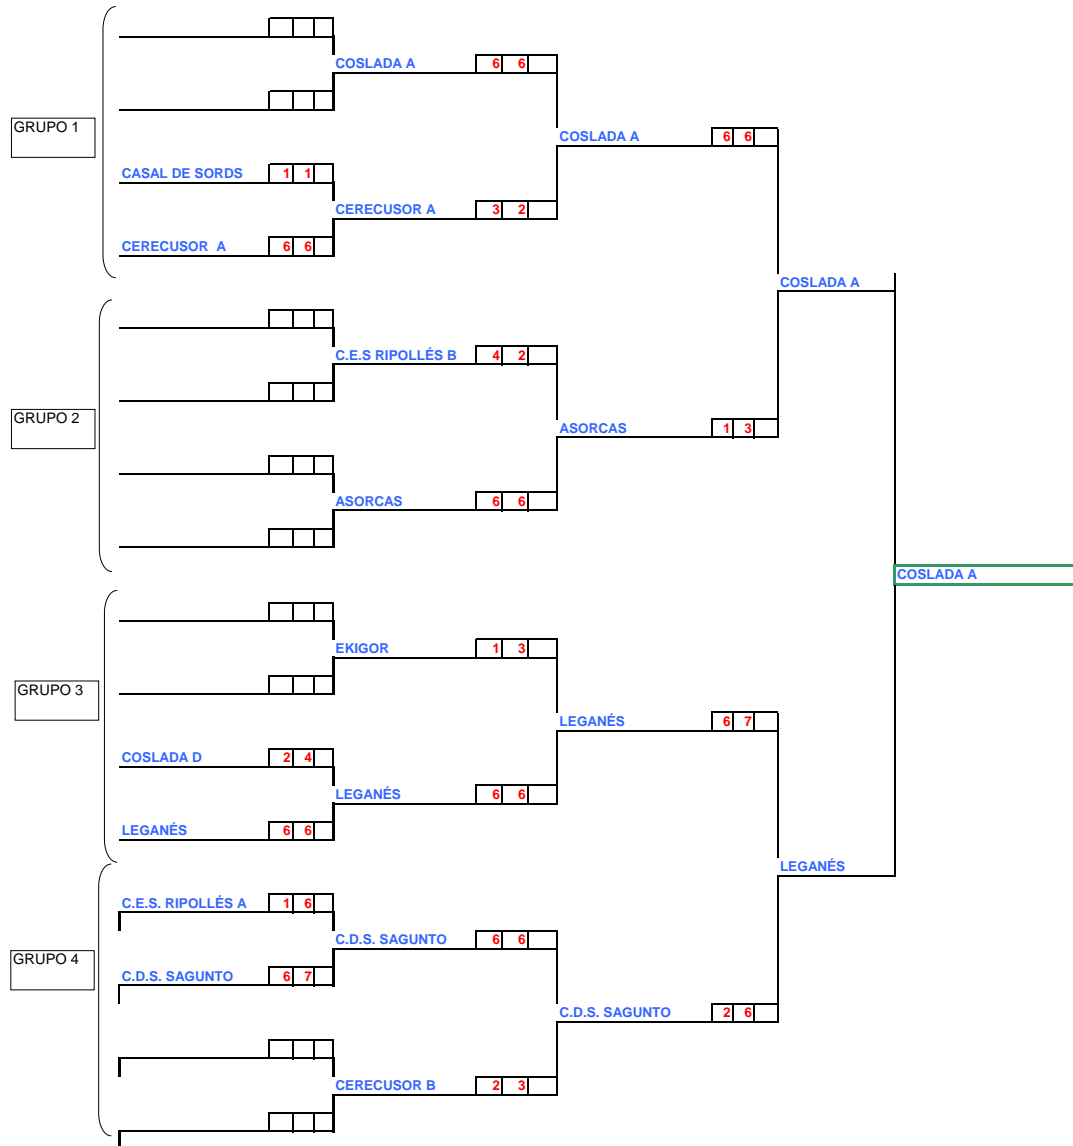 COSLADA A 6 6
GRUPO 1
COSLADA A 6 6
CASAL DE SORDS 1 1
CERECUSOR A 3 2
CERECUSOR  A 6 6
COSLADA A
C.E.S RIPOLLÉS B 4 2
GRUPO 2
ASORCAS 1 3
ASORCAS 6 6
COSLADA A
EKIGOR 1 3
GRUPO 3
LEGANÉS 6 7
COSLADA D 2 4
LEGANÉS 6 6
LEGANÉS 6 6
LEGANÉS
C.E.S. RIPOLLÉS A 1 6
C.D.S. SAGUNTO 6 6
GRUPO 4
C.D.S. SAGUNTO 6 7
C.D.S. SAGUNTO 2 6
CERECUSOR B 2 3